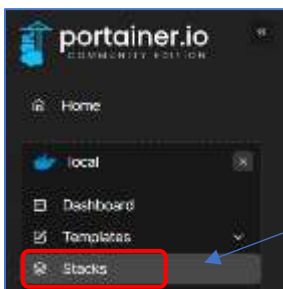 portainer.io
COMMUNITY EDITION
Home
local
Dashboard
Templates
Stacks